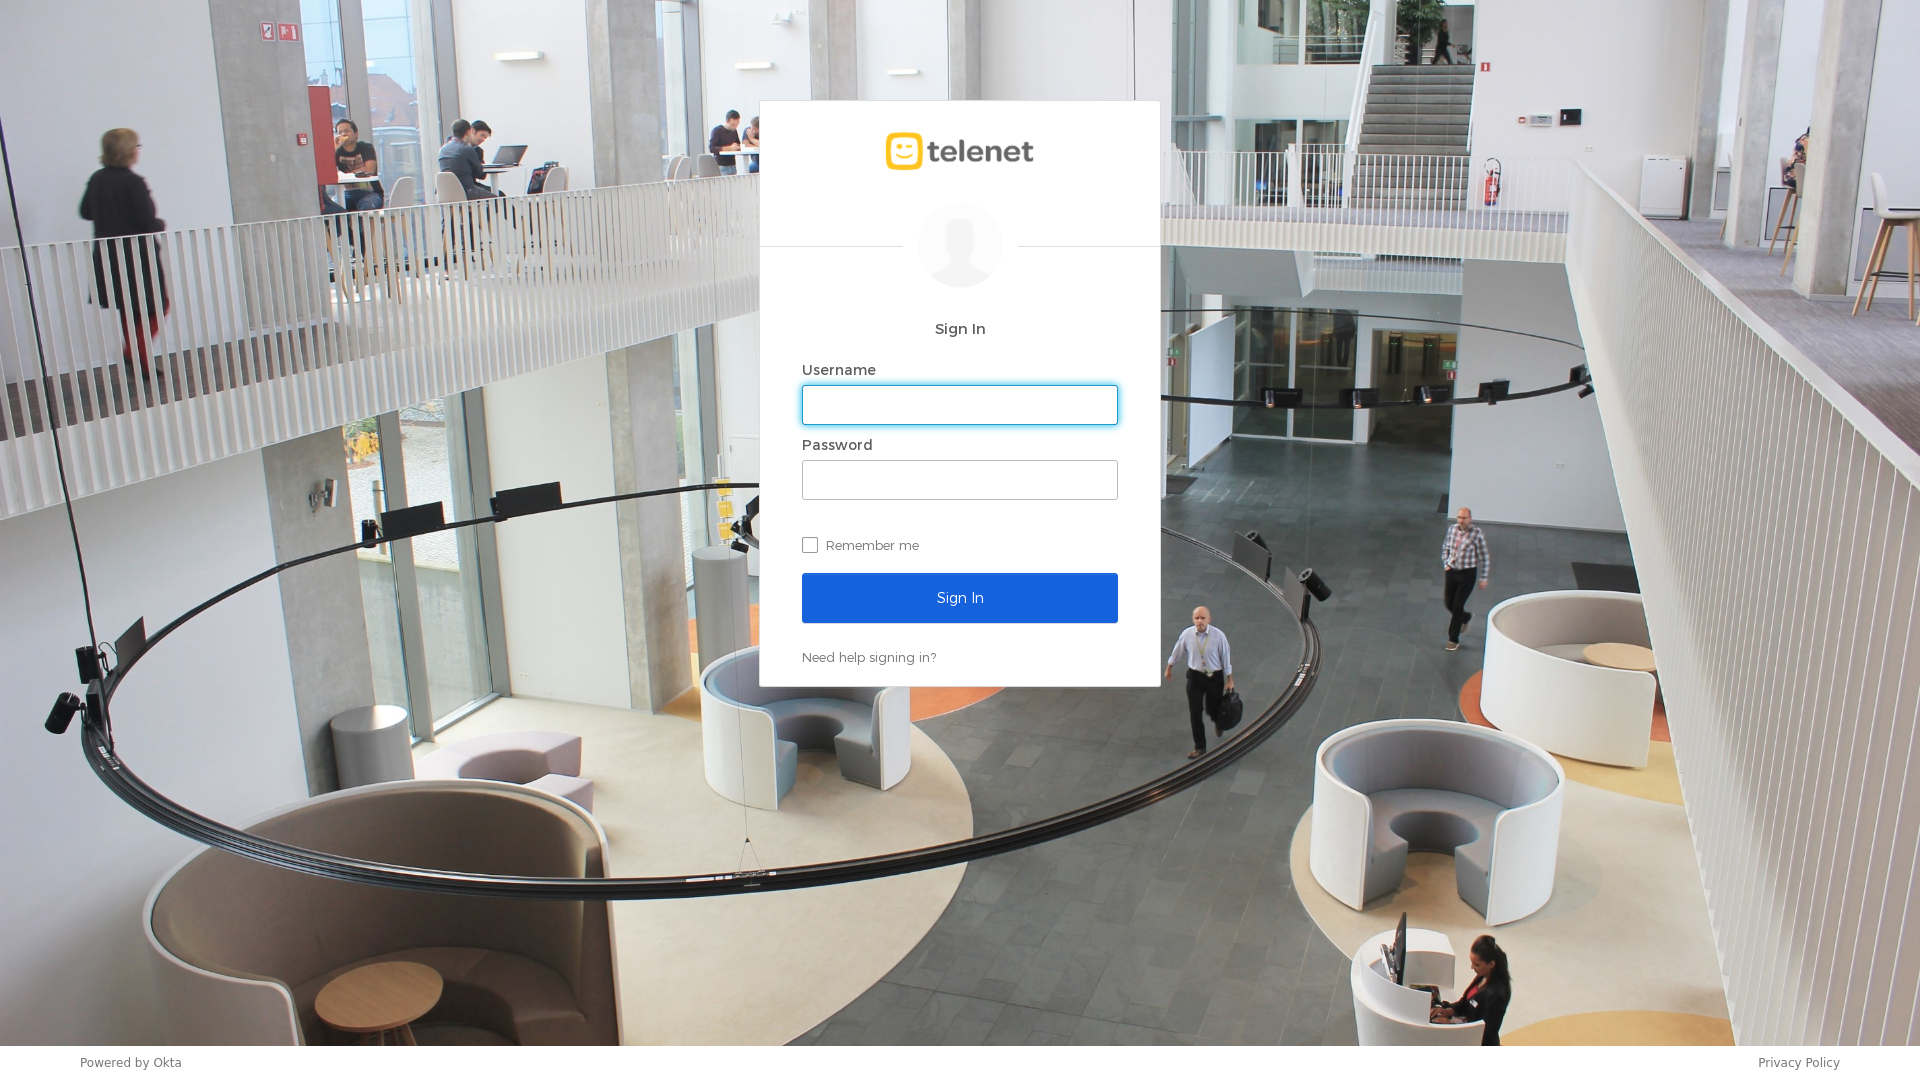 telenet
Sign In
Username
Password
Remember me
Sign In
Need help signing in?
Powered by Okta
Privacy Policy